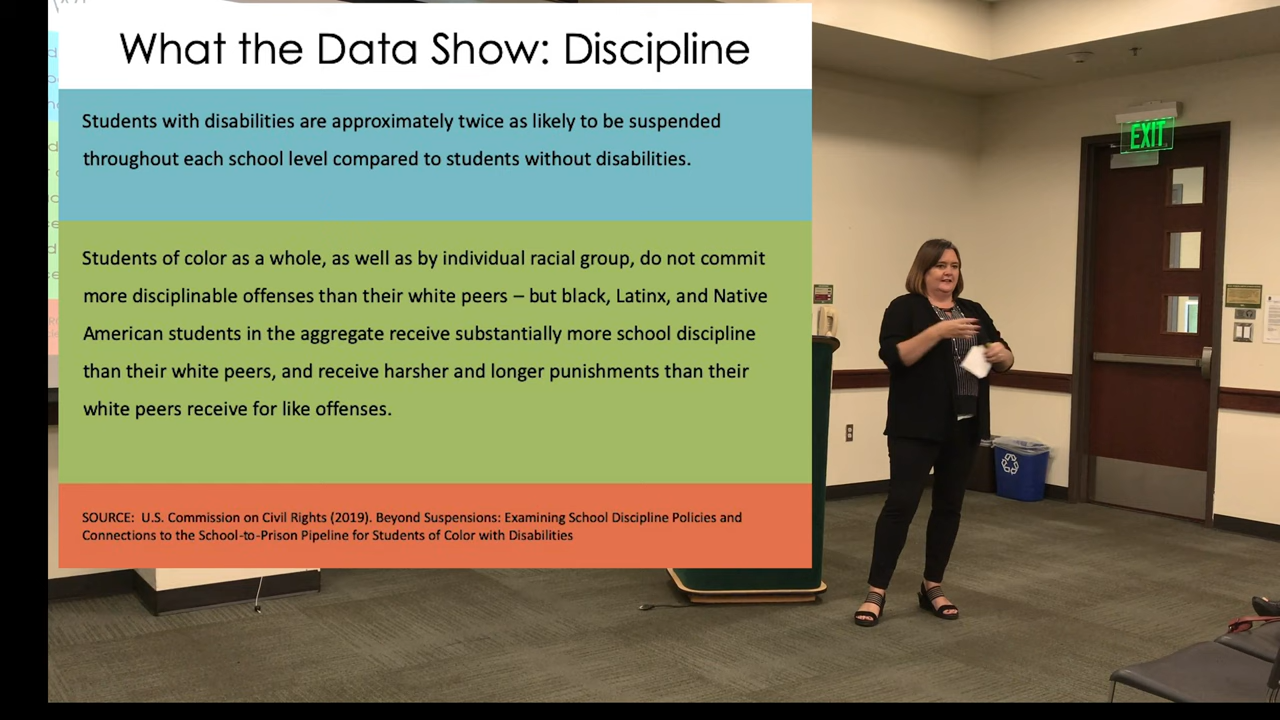 What the Data Show: Discipline
Students with disabilities are approximately twice as likely to be suspended
throughout each school level compared to students without disabilities.
Students of color as a whole, as well as by individual racial group, do not commit
more disciplinable offenses than their white peers – but black, Latinx, and Native
American students in the aggregate receive substantially more school discipline
than their white peers, and receive harsher and longer punishments than their
white peers receive for like offenses.
SOURCE: U.S. Commission on Civil Rights (2019). Beyond Suspensions: Examining School Discipline Policies and
Connections to the School-to-Prison Pipeline for Students of Color with Disabilities
EXIT